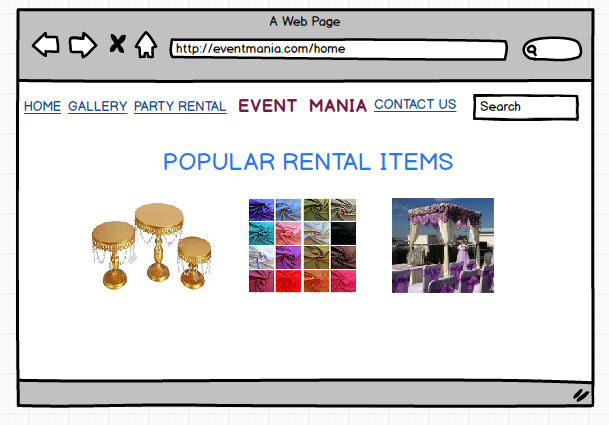 A Web Page
http://eventmania.com/home
HOME GALLERY PARTY RENTAL EVENT MANIA CONTACT US Search
POPULAR RENTAL ITEMS